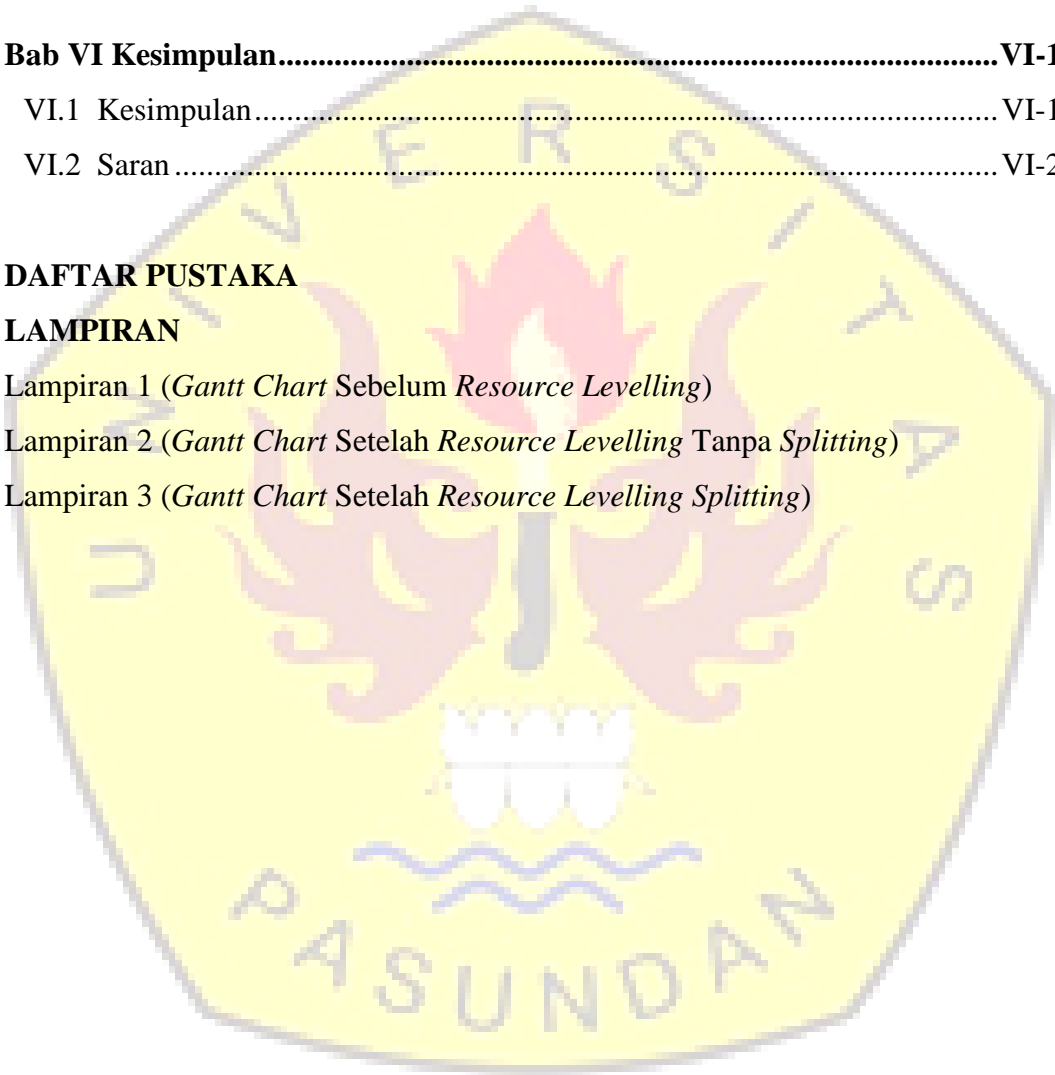 Bab VI Kesimpulan..........................................................................................VI-1
VI.1 Kesimpulan.............................................................................................VI-1
VI.2 Saran.......................................................................................................VI-2
DAFTAR PUSTAKA
LAMPIRAN
Lampiran 1 (Gantt Chart Sebelum Resource Levelling)
Lampiran 2 (Gantt Chart Setelah Resource Levelling Tanpa Splitting)
Lampiran 3 (Gantt Chart Setelah Resource Levelling Splitting)
UNIVERSITAS
PASUNDAN